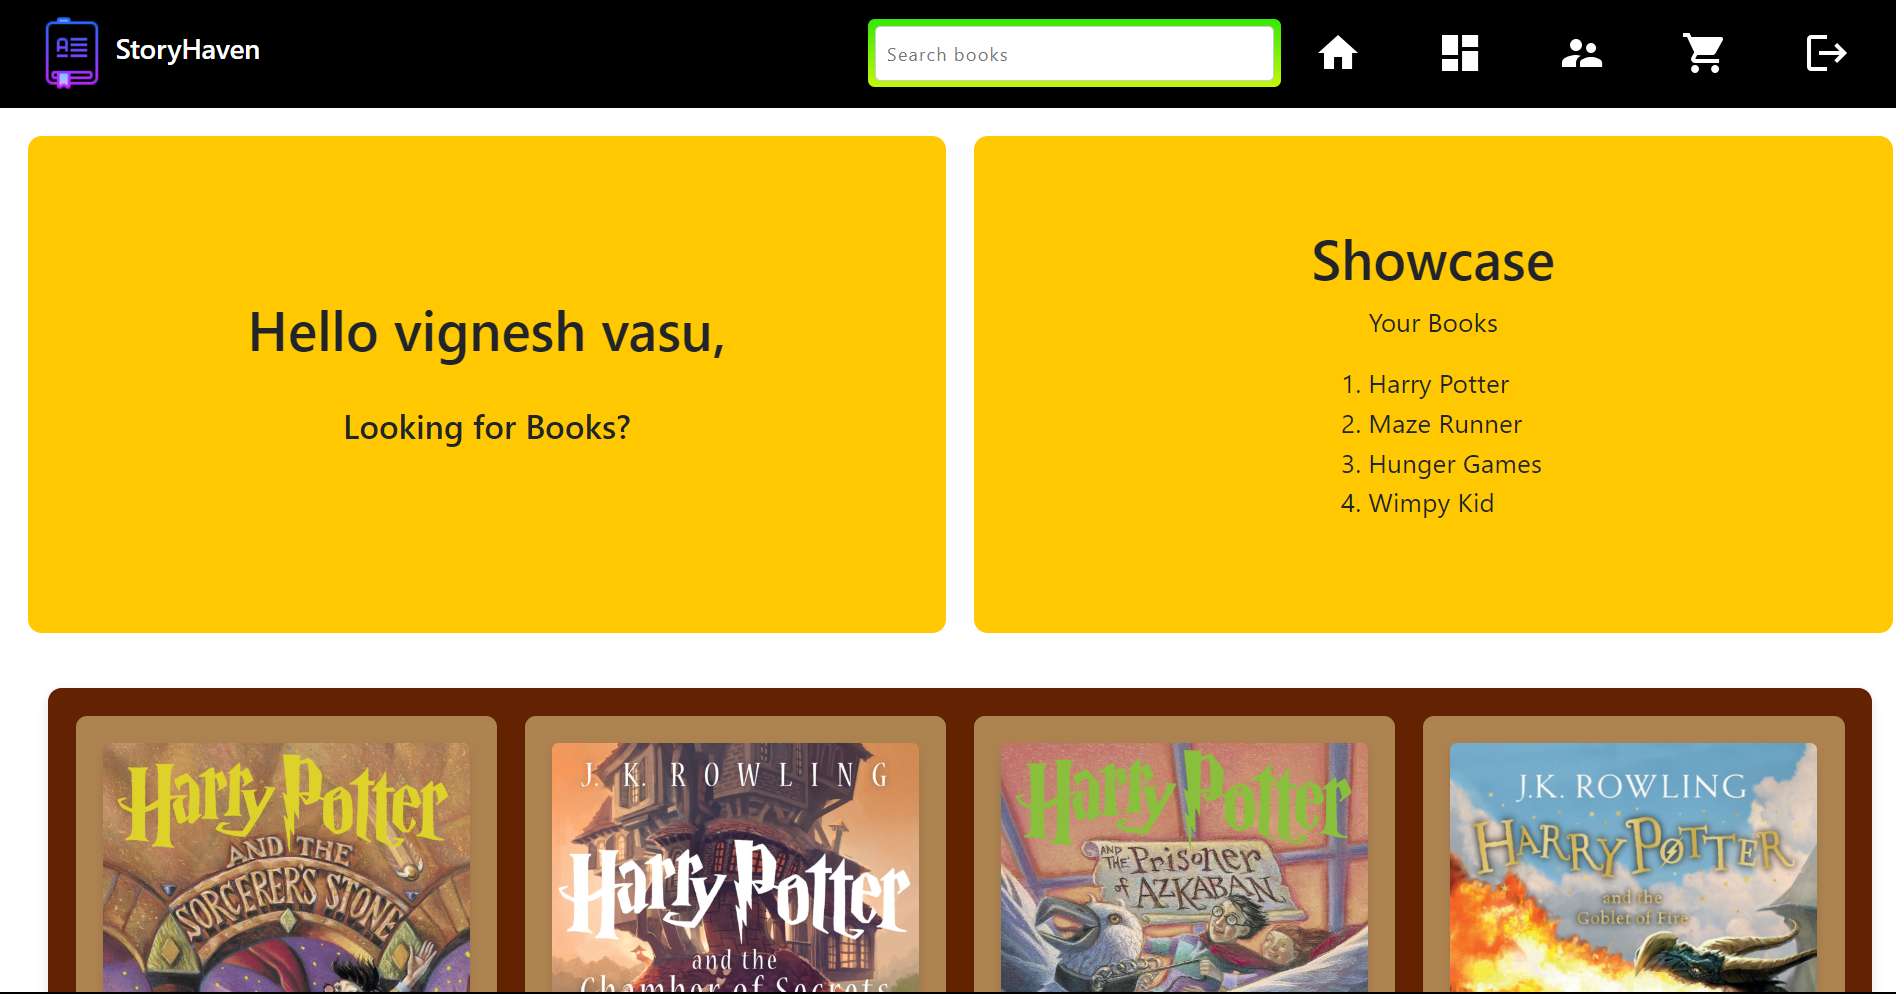 StoryHaven
Search books
Hello vignesh vasu,
Looking for Books?
Showcase
Your Books
1. Harry Potter
2. Maze Runner
3. Hunger Games
4. Wimpy Kid
Harry Potter
AND THE
SORCERER'S STONE
J. K. ROWLING
Harry Potter
and the
Chamber of Secrets
Harry Potter
AND THE Prisoner
of AZKABAN
J.K. ROWLING
HARRY POTTER
and the
Goblet of Fire